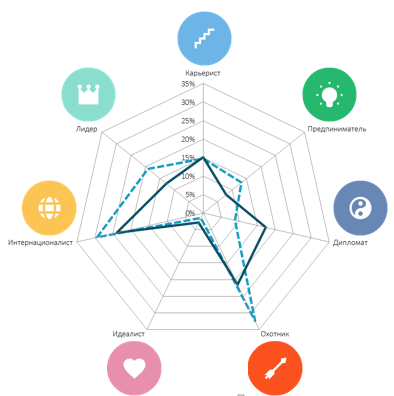 Карьерист
35%
30%
25%
20%
15%
10%
5%
0%
Лидер
Предприниматель
Интернационалист
Дипломат
Идеалист
Охотник